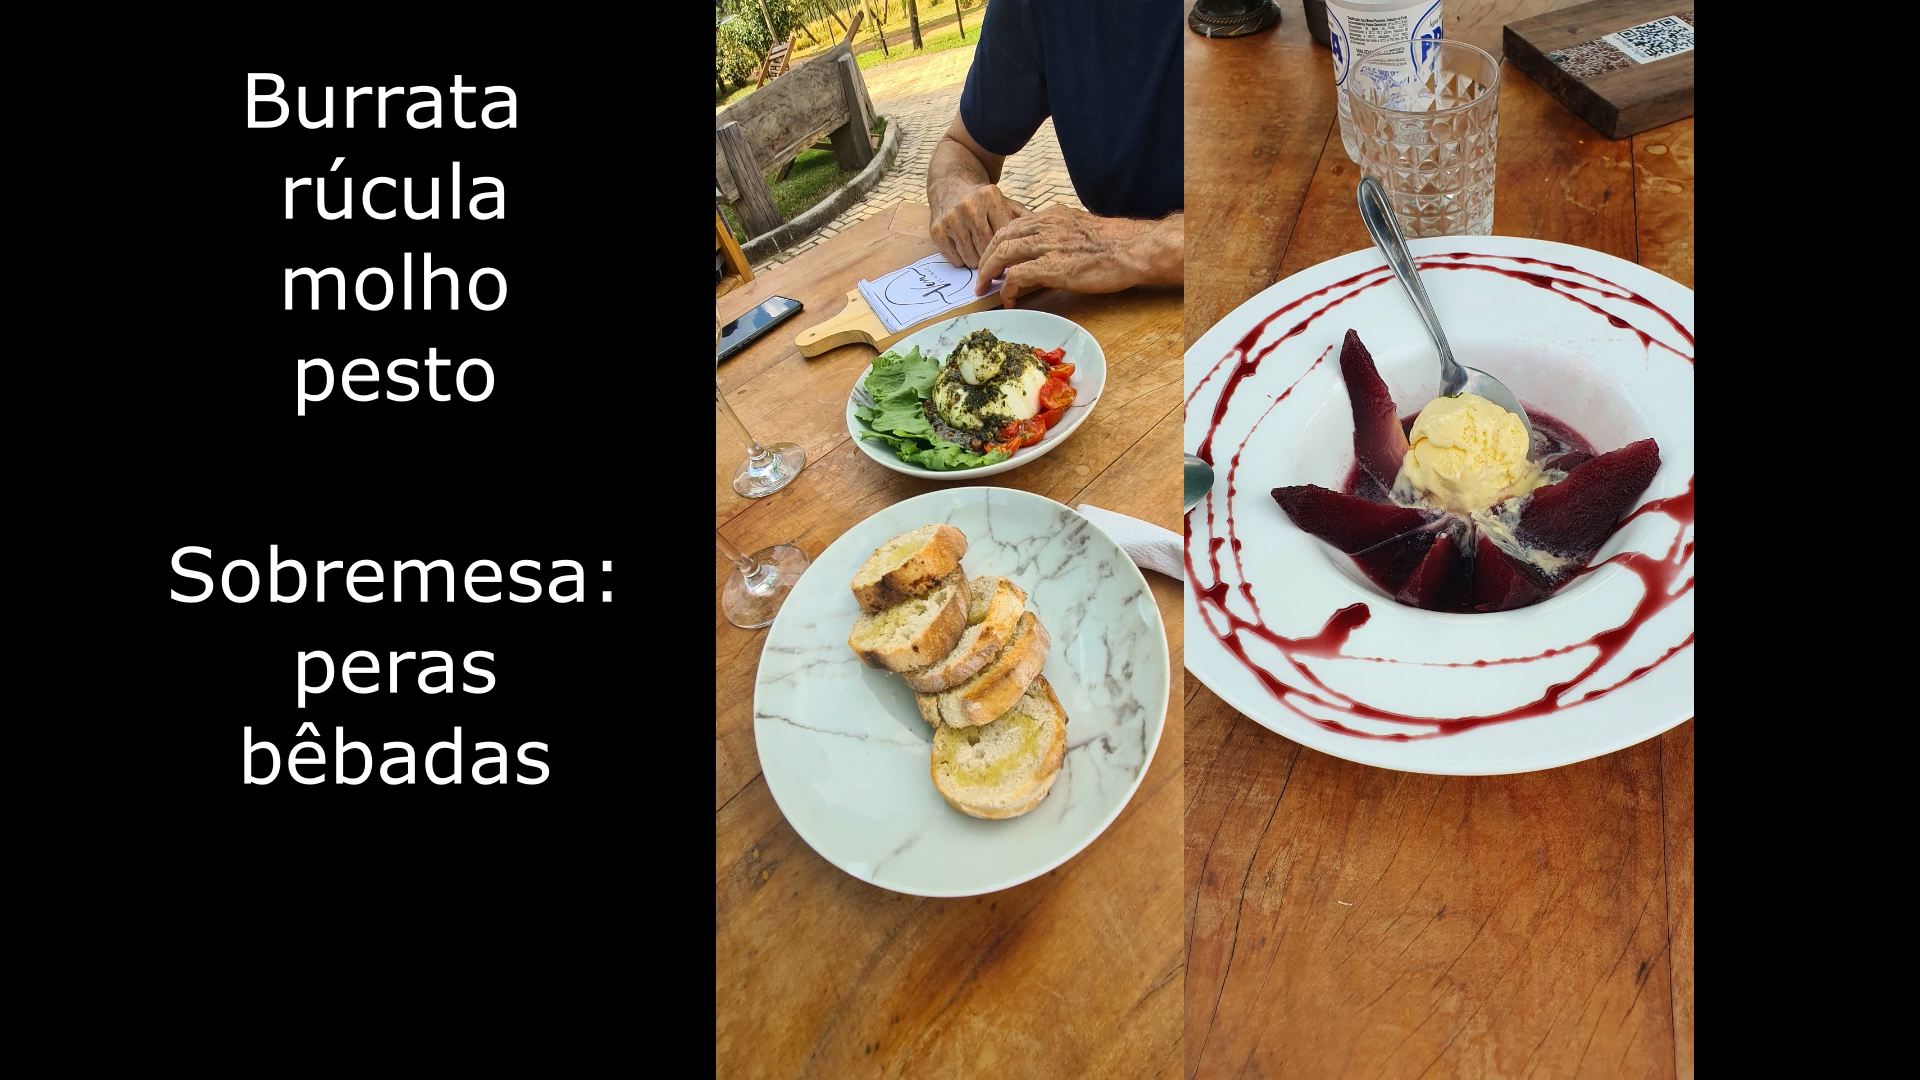 Burrata
rúcula
molho
pesto
Sobremesa:
peras
bêbadas